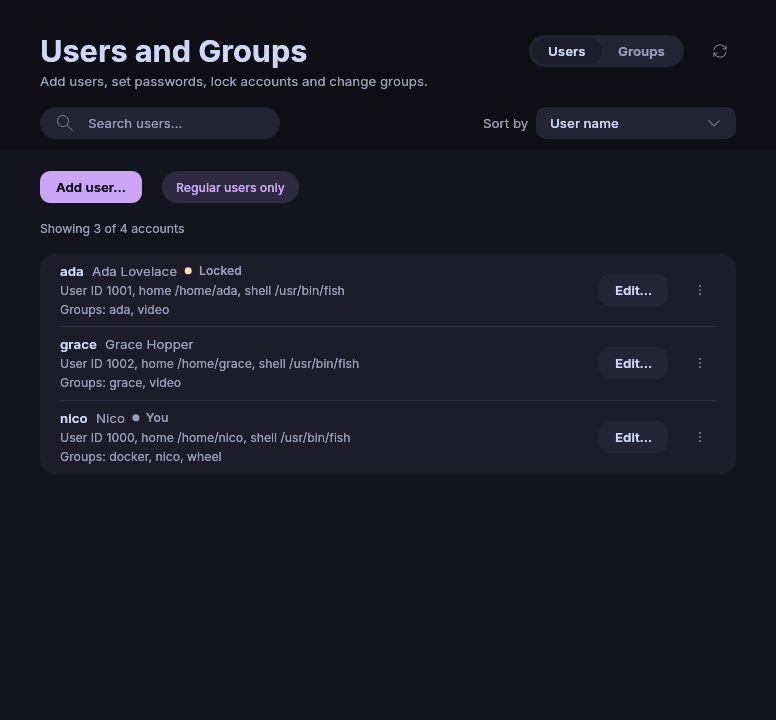 Users and Groups
Users
Groups
Add users, set passwords, lock accounts and change groups.
Search users...
Sort by
User name
Add user...
Regular users only
Showing 3 of 4 accounts
ada Ada Lovelace Locked
User ID 1001, home /home/ada, shell /usr/bin/fish
Groups: ada, video
Edit...
grace Grace Hopper
User ID 1002, home /home/grace, shell /usr/bin/fish
Groups: grace, video
Edit...
nico Nico You
User ID 1000, home /home/nico, shell /usr/bin/fish
Groups: docker, nico, wheel
Edit...